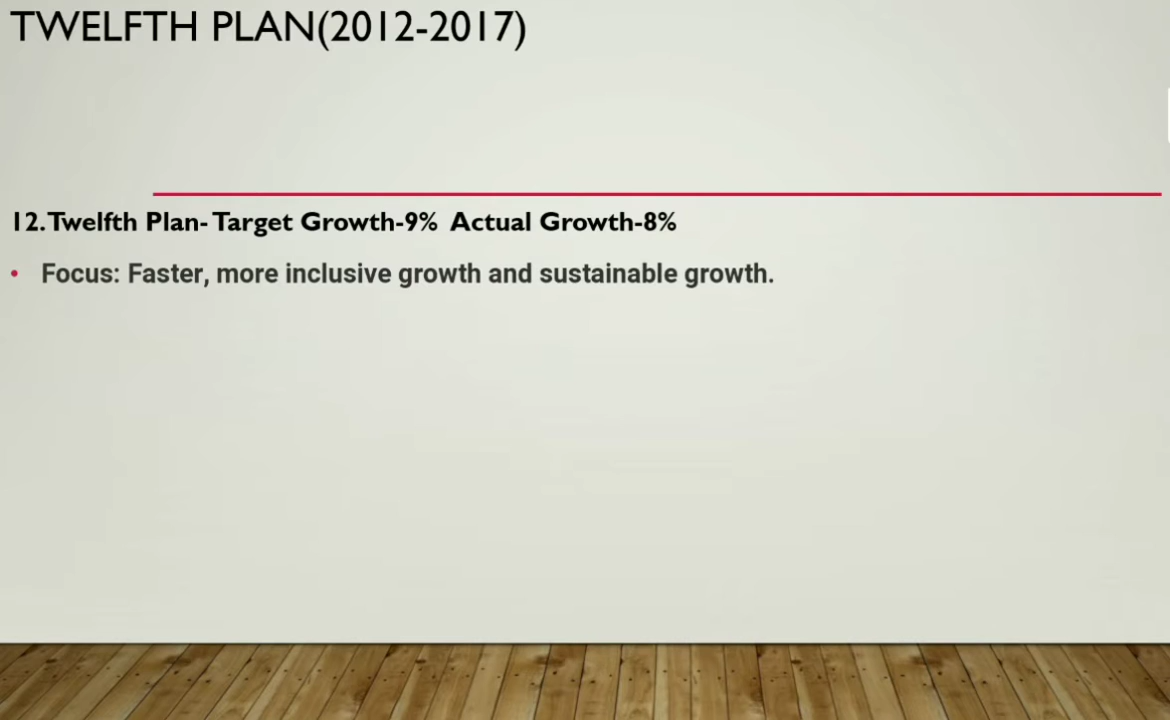 TWELFTH PLAN(2012-2017)
12. Twelfth Plan- Target Growth-9% Actual Growth-8%
• Focus: Faster, more inclusive growth and sustainable growth.